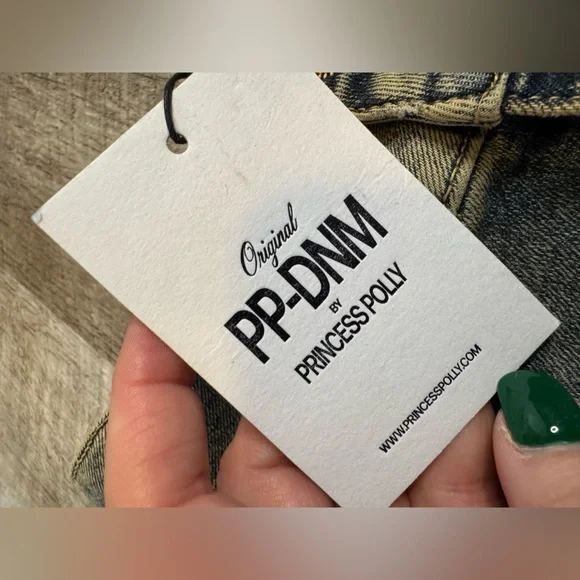 Original
PP-DNM
BY
PRINCESS POLLY
WWW.PRINCESSPOLLY.COM